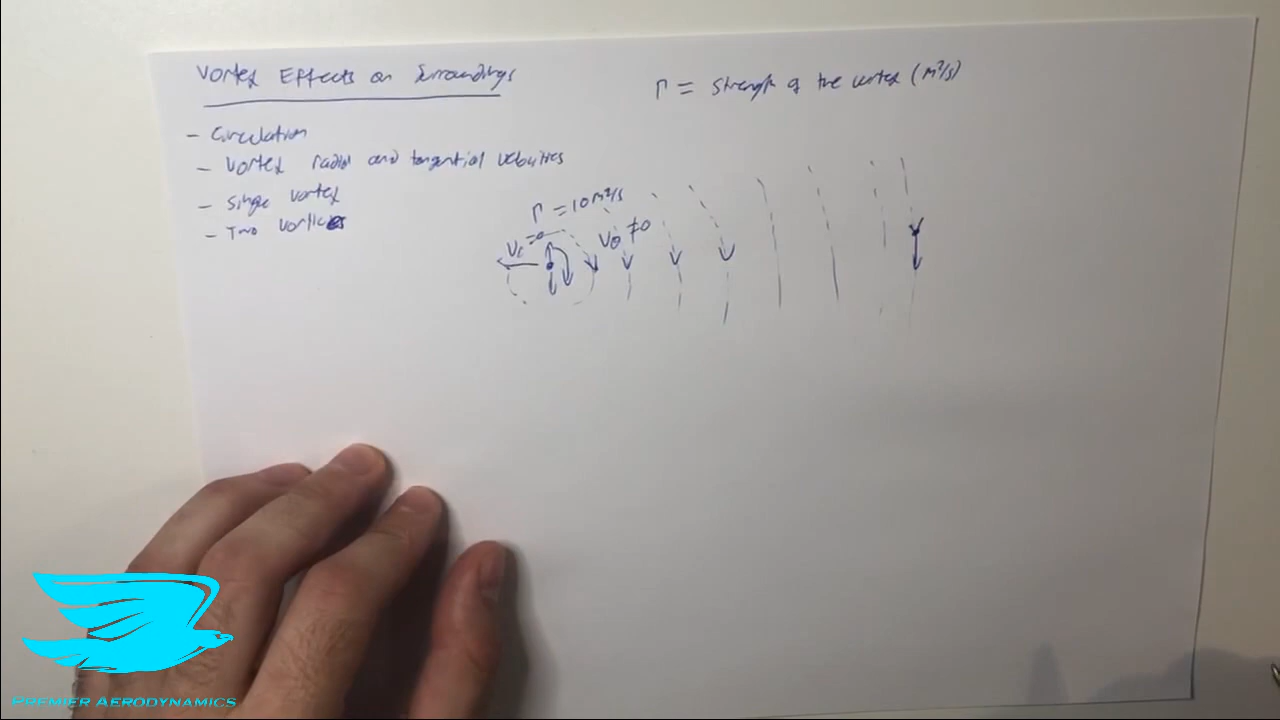 Vortex Effects on Surroundings
Γ = Strength of the vortex (m²/s)
- Circulation
- Vortex radial and tangential velocities
- Single vortex
- Two vortices
Γ = 10 m²/s
Vr = 0
Vθ ≠ 0
PREMIER AERODYNAMICS